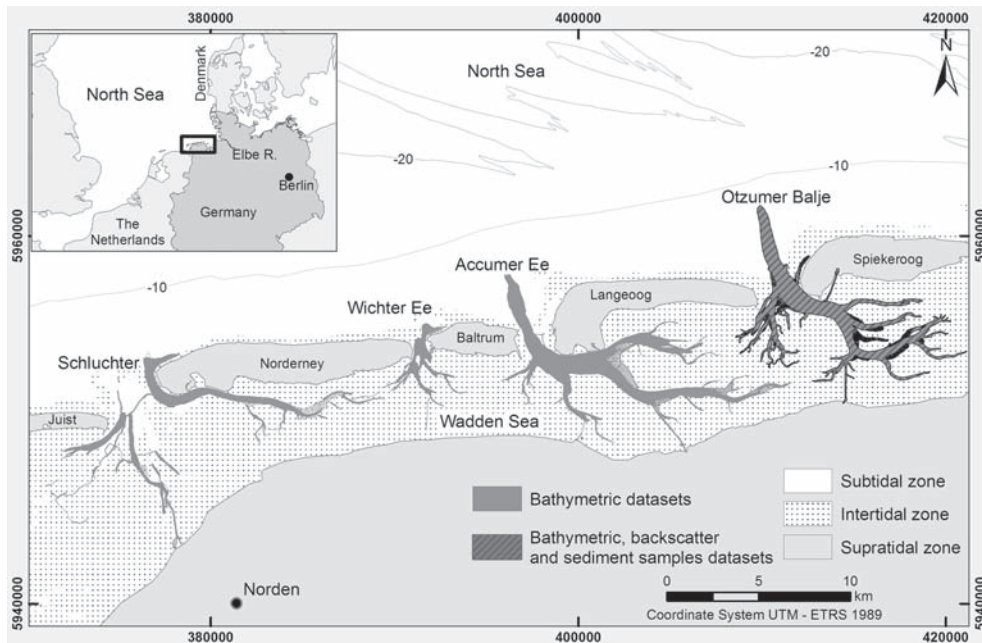 380000
400000
420000
North Sea
Denmark
Elbe R.
Berlin
Germany
The
Netherlands
North Sea
-20
N
-20
-10
Otzumer Balje
5960000
5960000
Spiekeroog
Accumer Ee
-10
Langeoog
Wichter Ee
Baltrum
Schluchter
Norderney
Juist
Wadden Sea
Bathymetric datasets
Bathymetric, backscatter
and sediment samples datasets
Subtidal zone
Intertidal zone
Supratidal zone
Norden
0 5 10
km
Coordinate System UTM - ETRS 1989
5940000
5940000
380000
400000
420000